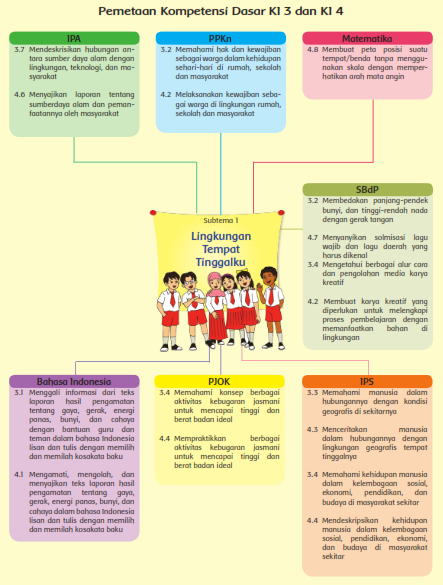 Pemetaan Kompetensi Dasar KI 3 dan KI 4
IPA
3.7 Mendeskrisikan hubungan an-
tara sumber daya alam dengan
lingkungan, teknologi, dan ma-
syarakat
4.6 Menyajikan laporan tentang
sumberdaya alam dan peman-
faatannya oleh masyarakat
PPKn
3.2 Memahami hak dan kewajiban
sebagai warga dalam kehidupan
sehari-hari di rumah, sekolah
dan masyarakat
4.2 Melaksanakan kewajiban seba-
gai warga di lingkungan rumah,
sekolah dan masyarakat
Matematika
4.8 Membuat peta posisi suatu
tempat/benda tanpa menggu-
nakan skala dengan memper-
hatikan arah mata angin
SBdP
3.2 Membedakan panjang-pendek
bunyi, dan tinggi-rendah nada
dengan gerak tangan
4.7 Menyanyikan solmisasi lagu
wajib dan lagu daerah yang
harus dikenal
3.4 Mengetahui berbagai alur cara
dan pengolahan media karya
kreatif
4.2 Membuat karya kreatif yang
diperlukan untuk melengkapi
proses pembelajaran dengan
memanfaatkan bahan di
lingkungan
Subtema 1
Lingkungan
Tempat
Tinggalku
Bahasa Indonesia
3.1 Menggali informasi dari teks
laporan hasil pengamatan
tentang gaya, gerak, energi
panas, bunyi, dan cahaya
dengan bantuan guru dan
teman dalam bahasa Indonesia
lisan dan tulis dengan memilih
dan memilah kosakata baku
4.1 Mengamati, mengolah, dan
menyajikan teks laporan hasil
pengamatan tentang gaya,
gerak, energi panas, bunyi, dan
cahaya dalam bahasa Indonesia
lisan dan tulis dengan memilih
dan memilah kosakata baku
PJOK
3.4 Memahami konsep berbagai
aktivitas kebugaran jasmani
untuk mencapai tinggi dan
berat badan ideal
4.4 Mempraktikkan berbagai
aktivitas kebugaran jasmani
untuk mencapai tinggi dan
berat badan ideal
IPS
3.3 Memahami manusia dalam
hubungannya dengan kondisi
geografis di sekitarnya
4.3 Menceritakan manusia
dalam hubungannya dengan
lingkungan geografis tempat
tinggalnya
3.4 Memahami kehidupan manusia
dalam kelembagaan sosial,
ekonomi, pendidikan, dan
budaya di masyarakat sekitar
4.4 Mendeskripsikan kehidupan
manusia dalam kelembagaan
sosial, pendidikan, ekonomi,
dan budaya di masyarakat
sekitar